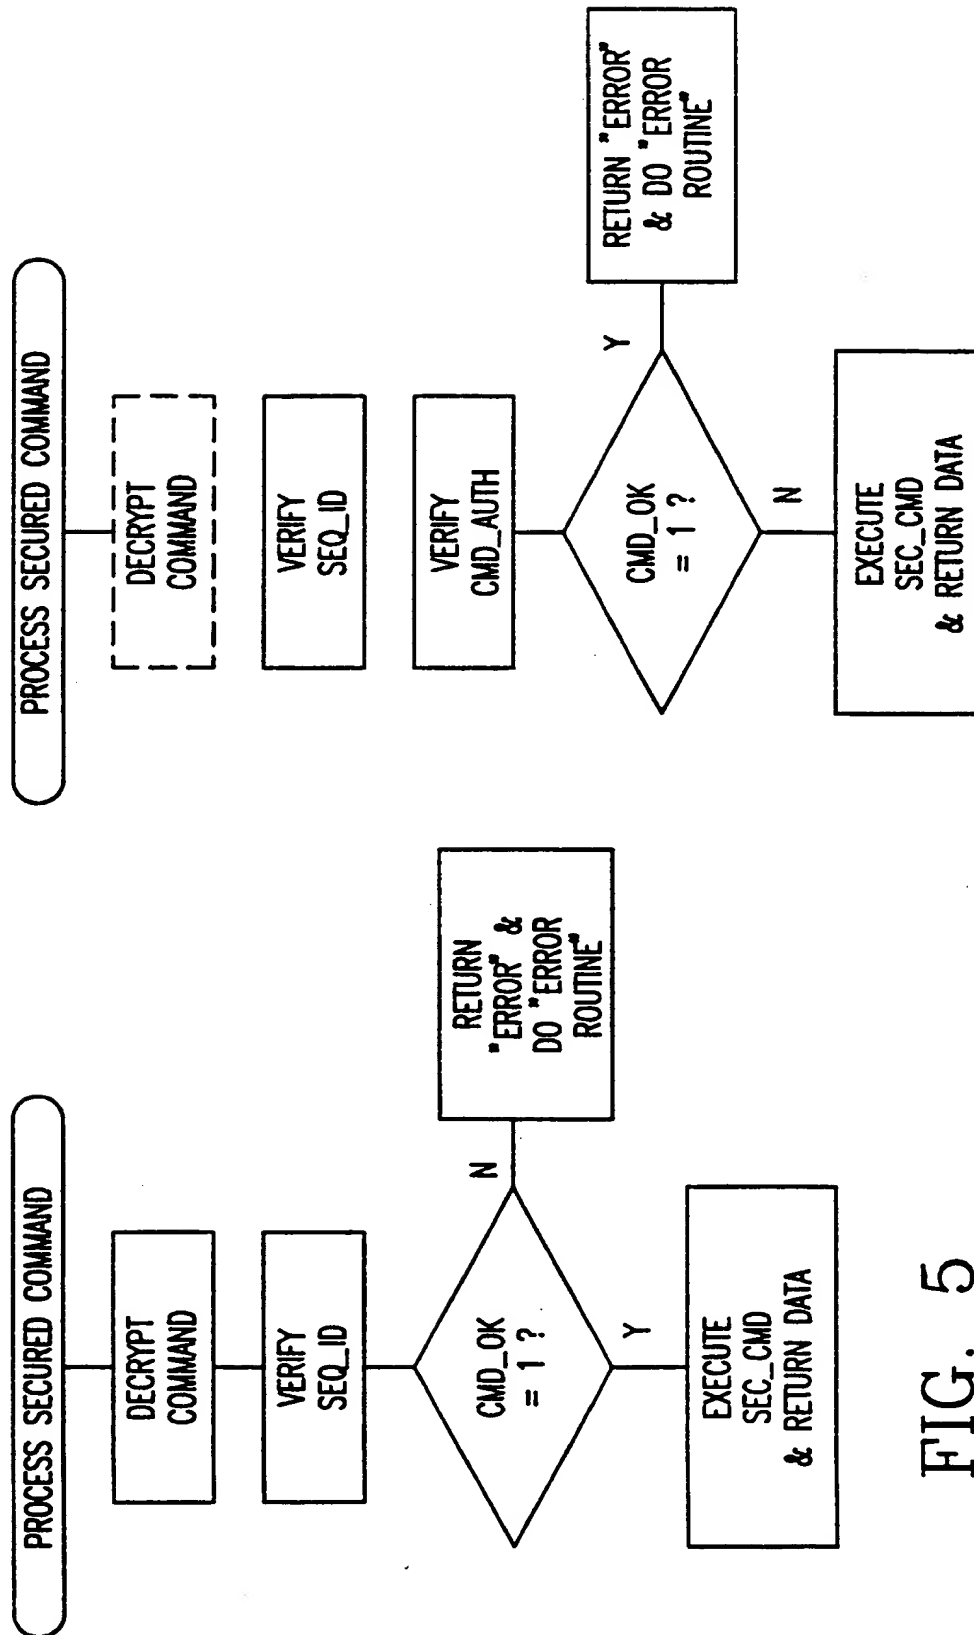 PROCESS SECURED COMMAND
DECRYPT
COMMAND
VERIFY
SEQ_ID
CMD_OK
= 1 ?
N
RETURN
"ERROR" &
DO "ERROR
ROUTINE"
Y
EXECUTE
SEC_CMD
& RETURN DATA
FIG. 5
PROCESS SECURED COMMAND
DECRYPT
COMMAND
VERIFY
SEQ_ID
VERIFY
CMD_AUTH
CMD_OK
= 1 ?
Y
RETURN "ERROR"
& DO "ERROR
ROUTINE"
N
EXECUTE
SEC_CMD
& RETURN DATA